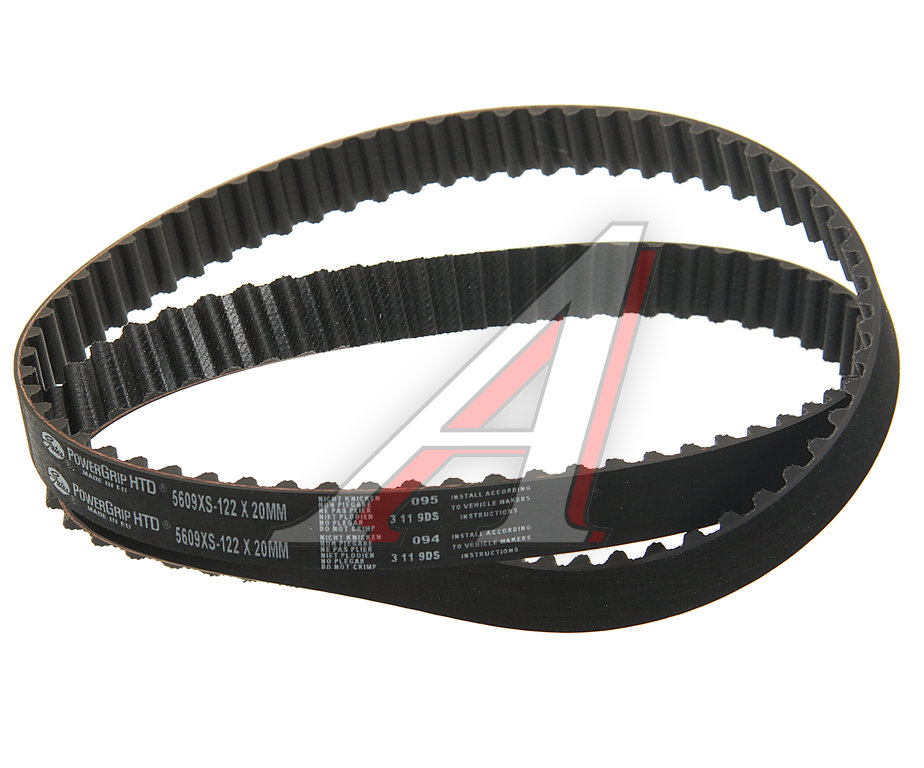 Gates
POWERGRIP HTD®
MADE IN EU
5609XS-122 X 20MM
NICHT KNICKEN
NON PIEGARE
NE PAS PLIER
NIET PLOOIEN
NO PLEGAR
DO NOT CRIMP
095
3 11 9DS
INSTALL ACCORDING
TO VEHICLE MAKERS
INSTRUCTIONS
Gates
POWERGRIP HTD®
MADE IN EU
5609XS-122 X 20MM
NICHT KNICKEN
NON PIEGARE
NE PAS PLIER
NIET PLOOIEN
NO PLEGAR
DO NOT CRIMP
094
3 11 9DS
INSTALL ACCORDING
TO VEHICLE MAKERS
INSTRUCTIONS